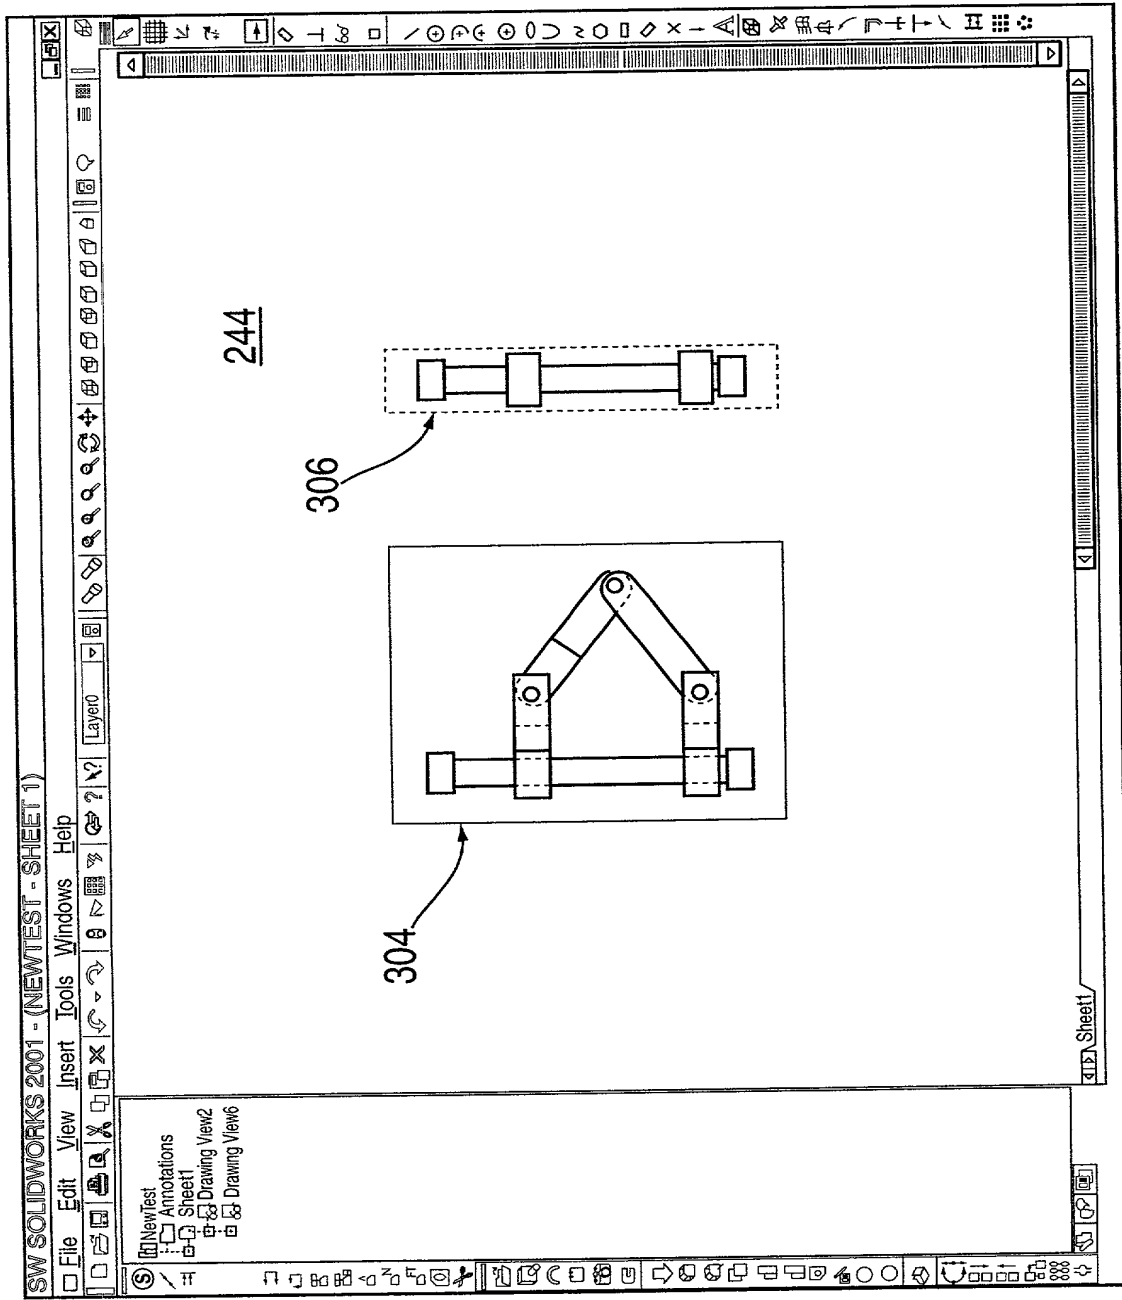 SW SOLIDWORKS 2001 - (NEWTEST - SHEET 1)
File Edit View Insert Tools Windows Help
Layer0
NewTest
Annotations
Sheet1
Drawing View2
Drawing View6
244
306
304
Sheet1